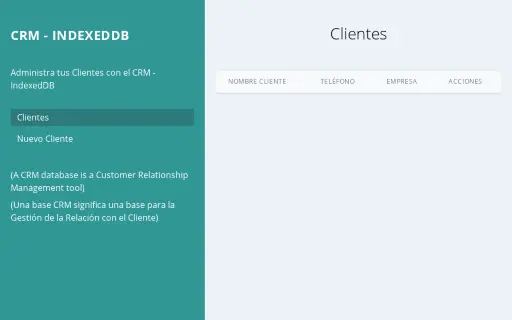 CRM - INDEXEDDB
Administra tus Clientes con el CRM -
IndexedDB
Clientes
Nuevo Cliente
(A CRM database is a Customer Relationship
Management tool)
(Una base CRM significa una base para la
Gestión de la Relación con el Cliente)
Clientes
NOMBRE CLIENTE TELÉFONO EMPRESA ACCIONES